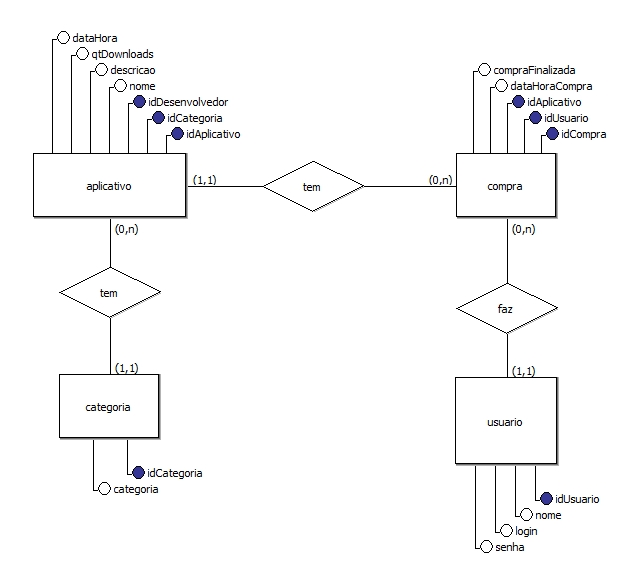 dataHora
qtDownloads
descricao
nome
idDesenvolvedor
idCategoria
idAplicativo
aplicativo
(1,1)
tem
(0,n)
compraFinalizada
dataHoraCompra
idAplicativo
idUsuario
idCompra
compra
(0,n)
tem
(1,1)
categoria
idCategoria
categoria
(0,n)
faz
(1,1)
usuario
idUsuario
nome
login
senha